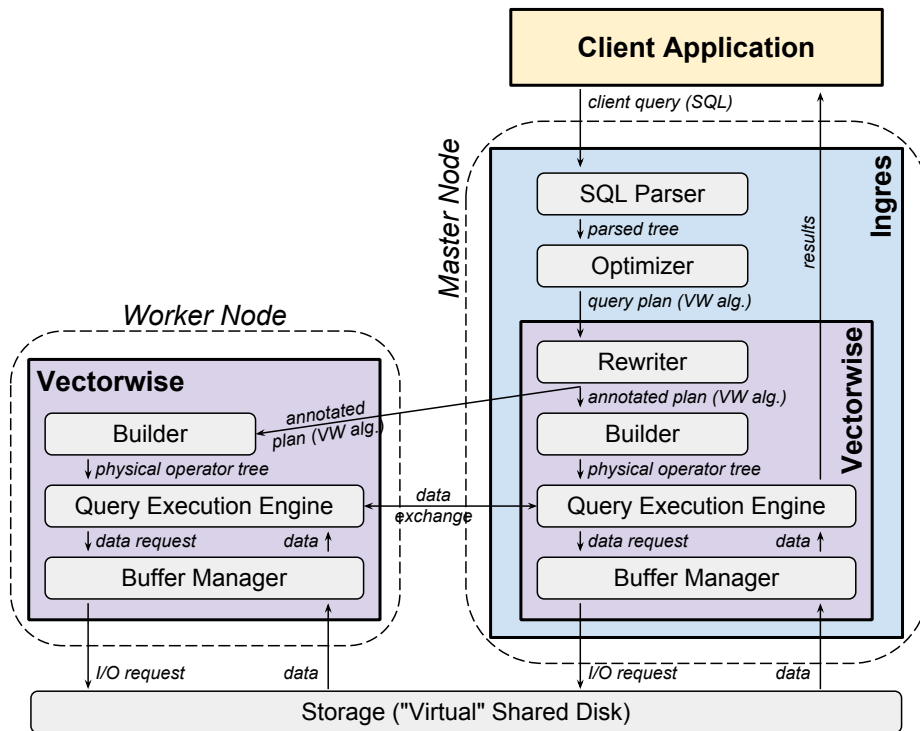 Client Application
client query (SQL)
Master Node
Ingres
SQL Parser
parsed tree
results
Optimizer
query plan (VW alg.)
Worker Node
Vectorwise
Rewriter
annotated plan (VW alg.)
Vectorwise
annotated
plan (VW alg.)
Builder
Builder
physical operator tree
physical operator tree
Query Execution Engine
data
exchange
Query Execution Engine
data request
data
data request
data
Buffer Manager
Buffer Manager
I/O request
data
I/O request
data
Storage ("Virtual" Shared Disk)